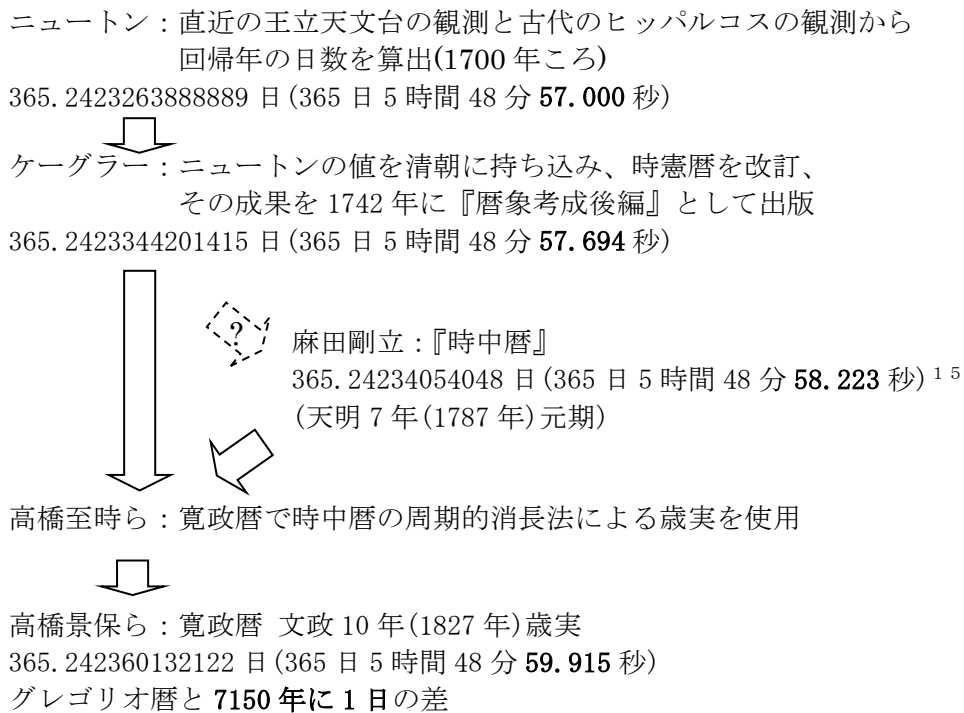 ニュートン：直近の王立天文台の観測と古代のヒッパルコスの観測から
回帰年の日数を算出(1700 年ころ)
365.2423263888889 日(365 日 5 時間 48 分 57.000 秒)
ケーグラー：ニュートンの値を清朝に持ち込み、時憲暦を改訂、
その成果を 1742 年に『暦象考成後編』として出版
365.2423344201415 日(365 日 5 時間 48 分 57.694 秒)
?
麻田剛立：『時中暦』
365.24234054048 日(365 日 5 時間 48 分 58.223 秒)１５
(天明 7 年(1787 年)元期)
高橋至時ら：寛政暦で時中暦の周期的消長法による歳実を使用
高橋景保ら：寛政暦 文政 10 年(1827 年)歳実
365.242360132122 日(365 日 5 時間 48 分 59.915 秒)
グレゴリオ暦と 7150 年に 1 日の差